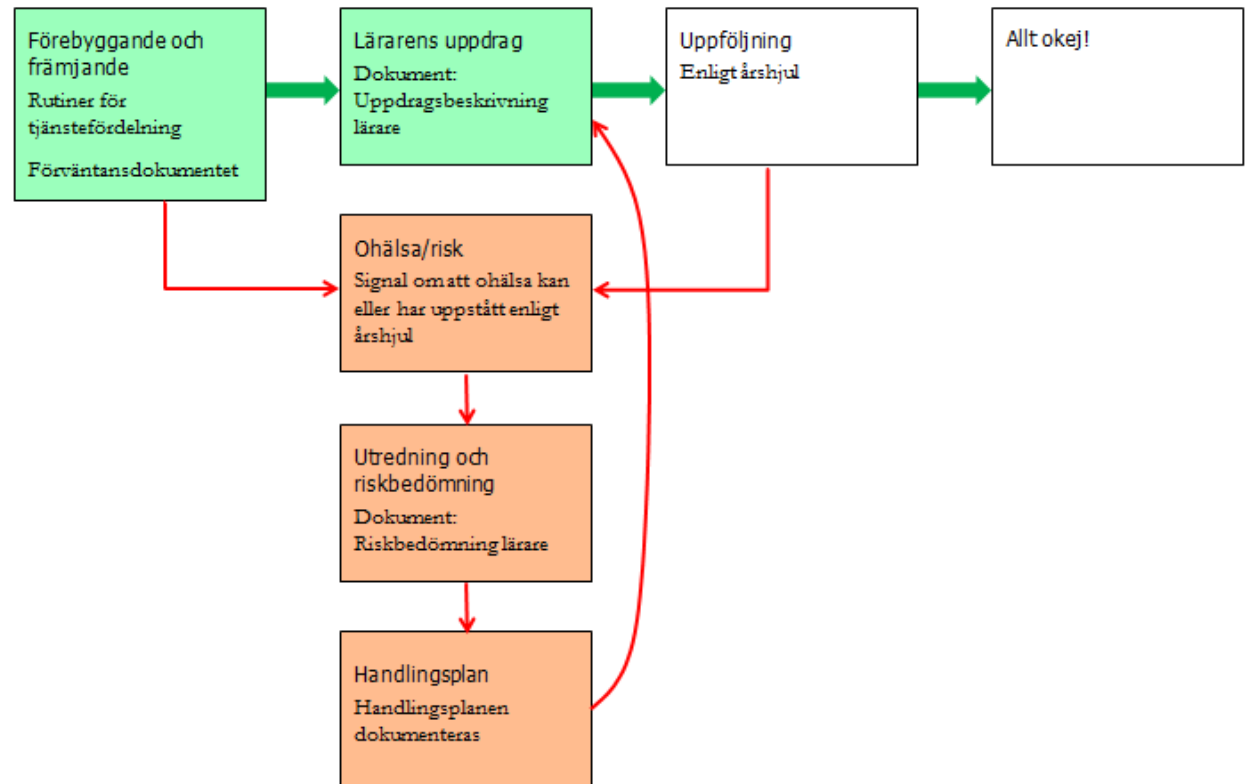 Förebyggande och
främjande
Rutiner för
tjänstefördelning
Förväntansdokumentet
Lärarens uppdrag
Dokument:
Uppdragsbeskrivning
lärare
Uppföljning
Enligt årshjul
Allt okej!
Ohälsa/risk
Signal om att ohälsa kan
eller har uppstått enligt
årshjul
Utredning och
riskbedömning
Dokument:
Riskbedömning lärare
Handlingsplan
Handlingsplanen
dokumenteras